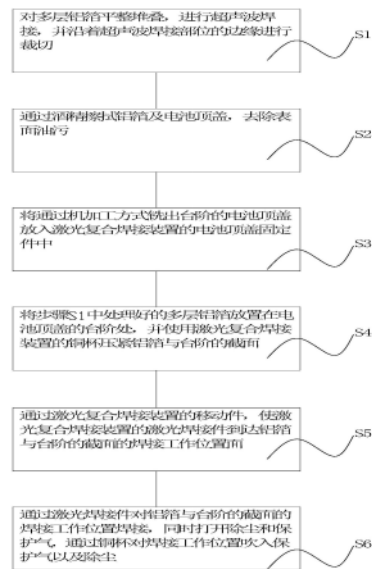 对多层铝箔平整堆叠，进行超声波焊
接，并沿着超声波焊接部位的边缘进行
裁切
S1
通过酒精擦拭铝箔及电池顶盖，去除表
面油污
S2
将通过机加工方式铣出台阶的电池顶盖
放入激光复合焊接装置的电池顶盖固定
件中
S3
将步骤S1中处理好的多层铝箔放置在电
池顶盖的台阶处，并使用激光复合焊接
装置的铜杯压紧铝箔与台阶的截面
S4
通过激光复合焊接装置的移动件，使激
光复合焊接装置的激光焊接件到达铝箔
与台阶的截面的焊接工作位置面
S5
通过激光焊接件对铝箔与台阶的截面的
焊接工作位置焊接，同时打开除尘和保
护气，通过铜杯对焊接工作位置吹入保
护气以及除尘
S6